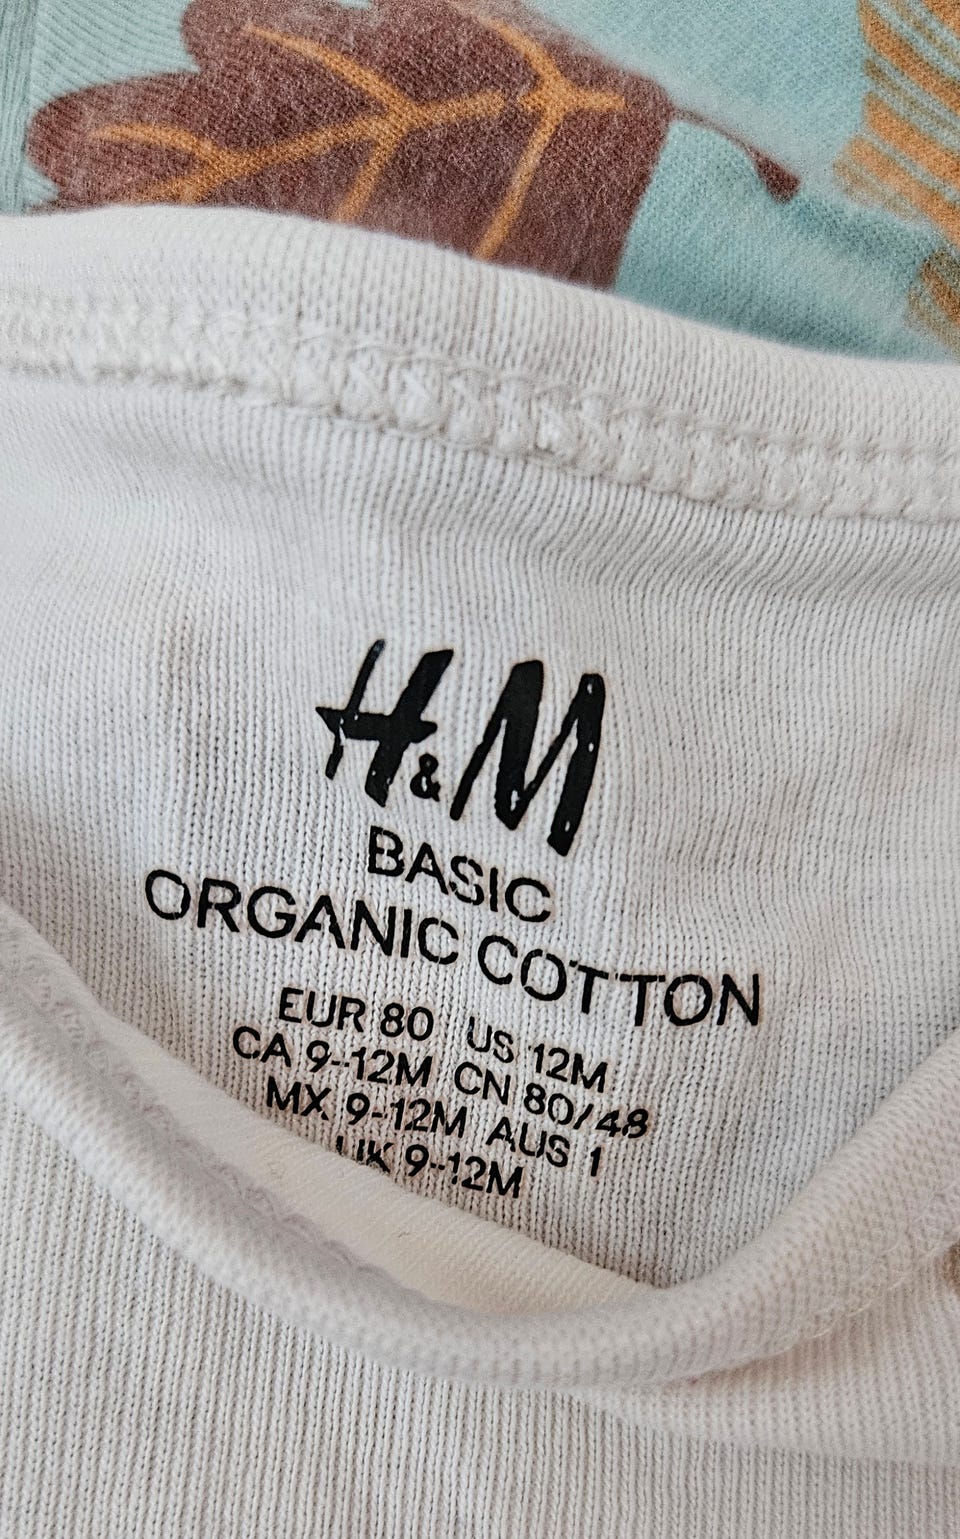 H&M
BASIC
ORGANIC COTTON
EUR 80 US 12M
CA 9-12M CN 80/48
MX 9-12M AUS 1
UK 9-12M